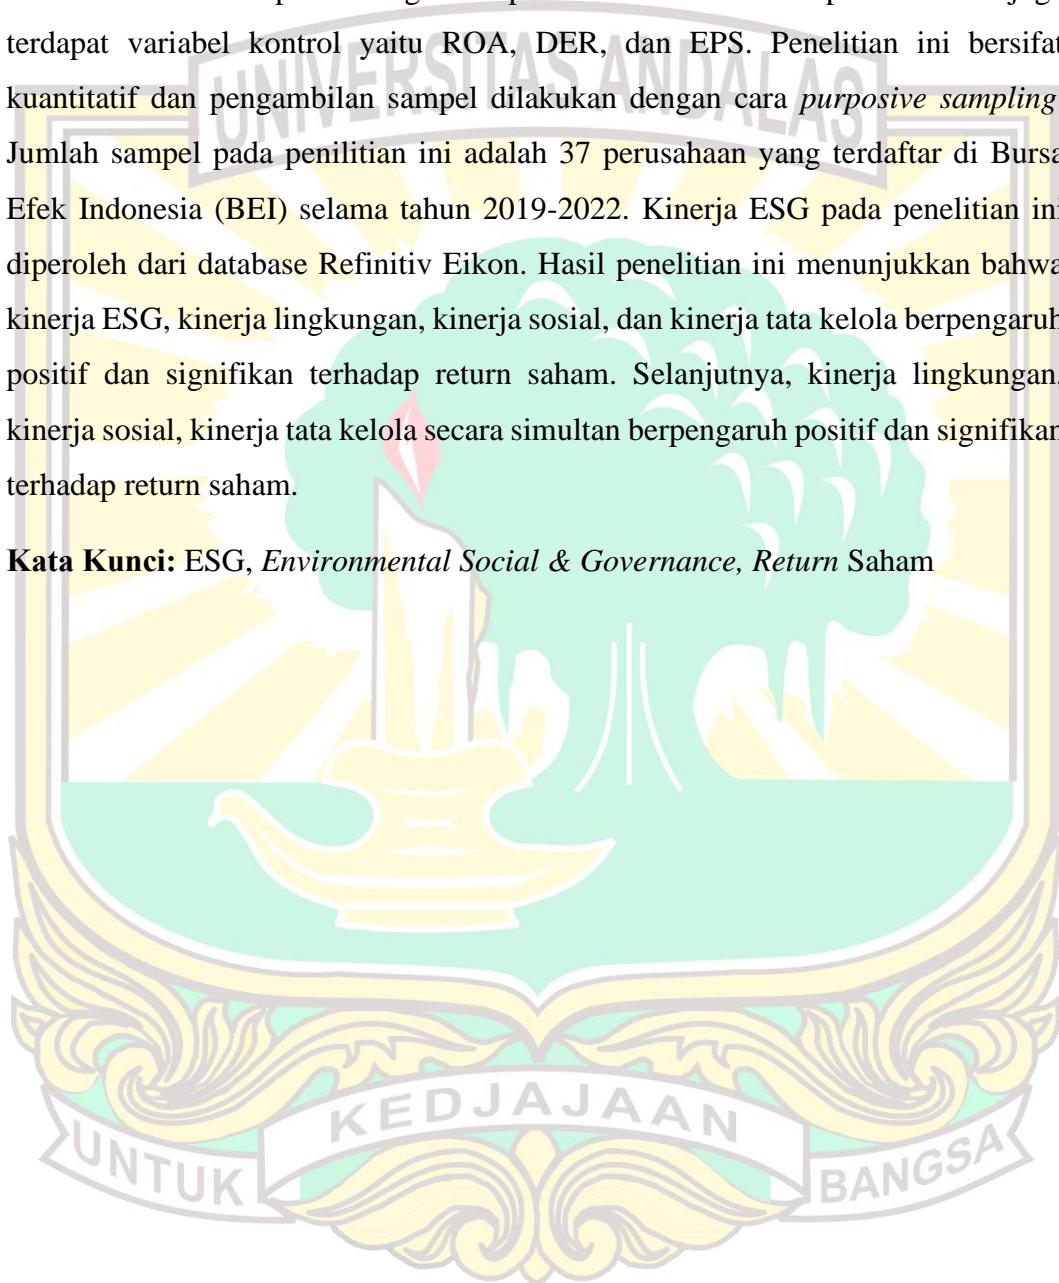 terdapat variabel kontrol yaitu ROA, DER, dan EPS. Penelitian ini bersifat
kuantitatif dan pengambilan sampel dilakukan dengan cara purposive sampling
Jumlah sampel pada penilitian ini adalah 37 perusahaan yang terdaftar di Bursa
Efek Indonesia (BEI) selama tahun 2019-2022. Kinerja ESG pada penelitian ini
diperoleh dari database Refinitiv Eikon. Hasil penelitian ini menunjukkan bahwa
kinerja ESG, kinerja lingkungan, kinerja sosial, dan kinerja tata kelola berpengaruh
positif dan signifikan terhadap return saham. Selanjutnya, kinerja lingkungan,
kinerja sosial, kinerja tata kelola secara simultan berpengaruh positif dan signifikan
terhadap return saham.
Kata Kunci: ESG, Environmental Social & Governance, Return Saham
UNIVERSITAS ANDALAS
UNTUK KEDJAJAAN BANGSA